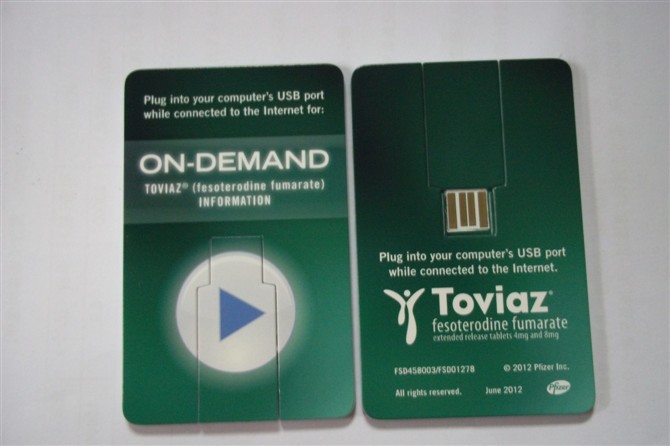 Plug into your computer's USB port
while connected to the Internet for:
ON-DEMAND
TOVIAZ® (fesoterodine fumarate)
INFORMATION
Plug into your computer's USB port
while connected to the Internet.
Toviaz®
fesoterodine fumarate
extended release tablets 4mg and 8mg
FSD458003/FSD01278 © 2012 Pfizer Inc.
All rights reserved. June 2012 Pfizer